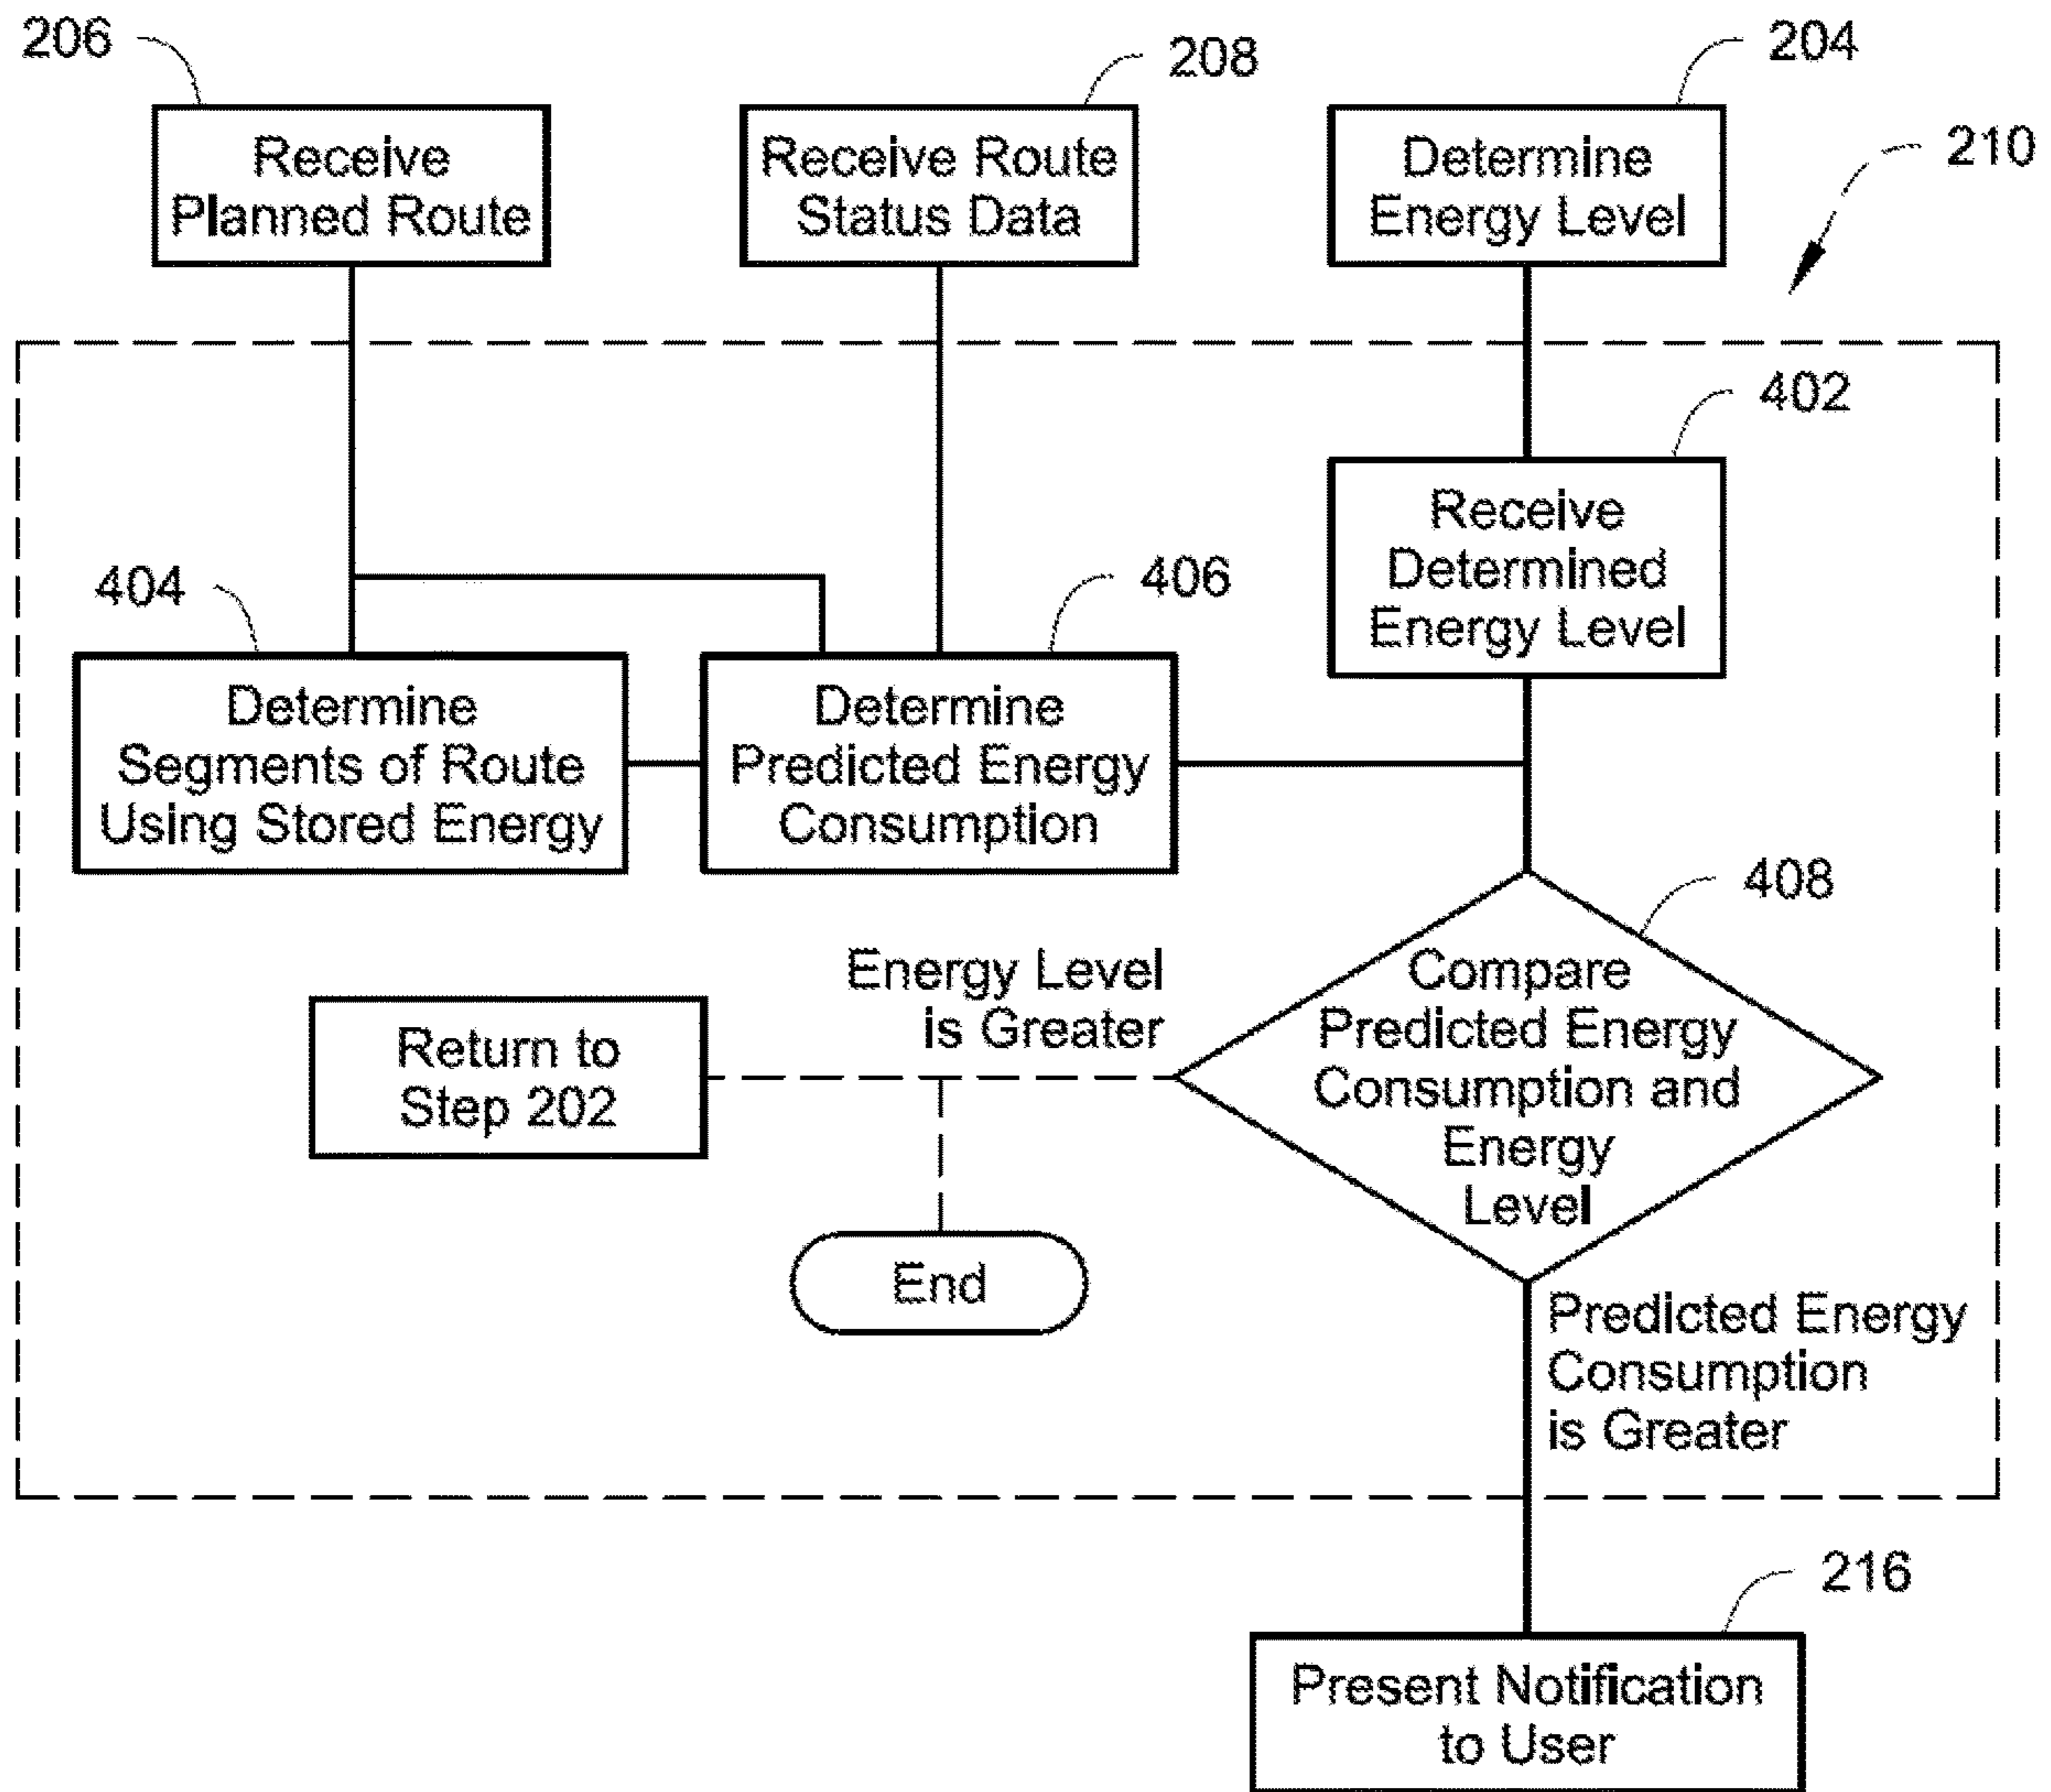 206
208
204
210
Receive
Planned Route
Receive Route
Status Data
Determine
Energy Level
402
Receive
Determined
Energy Level
404
406
Determine
Segments of Route
Using Stored Energy
Determine
Predicted Energy
Consumption
408
Energy Level
is Greater
Compare
Predicted Energy
Consumption and
Energy
Level
Return to
Step 202
End
Predicted Energy
Consumption
is Greater
216
Present Notification
to User